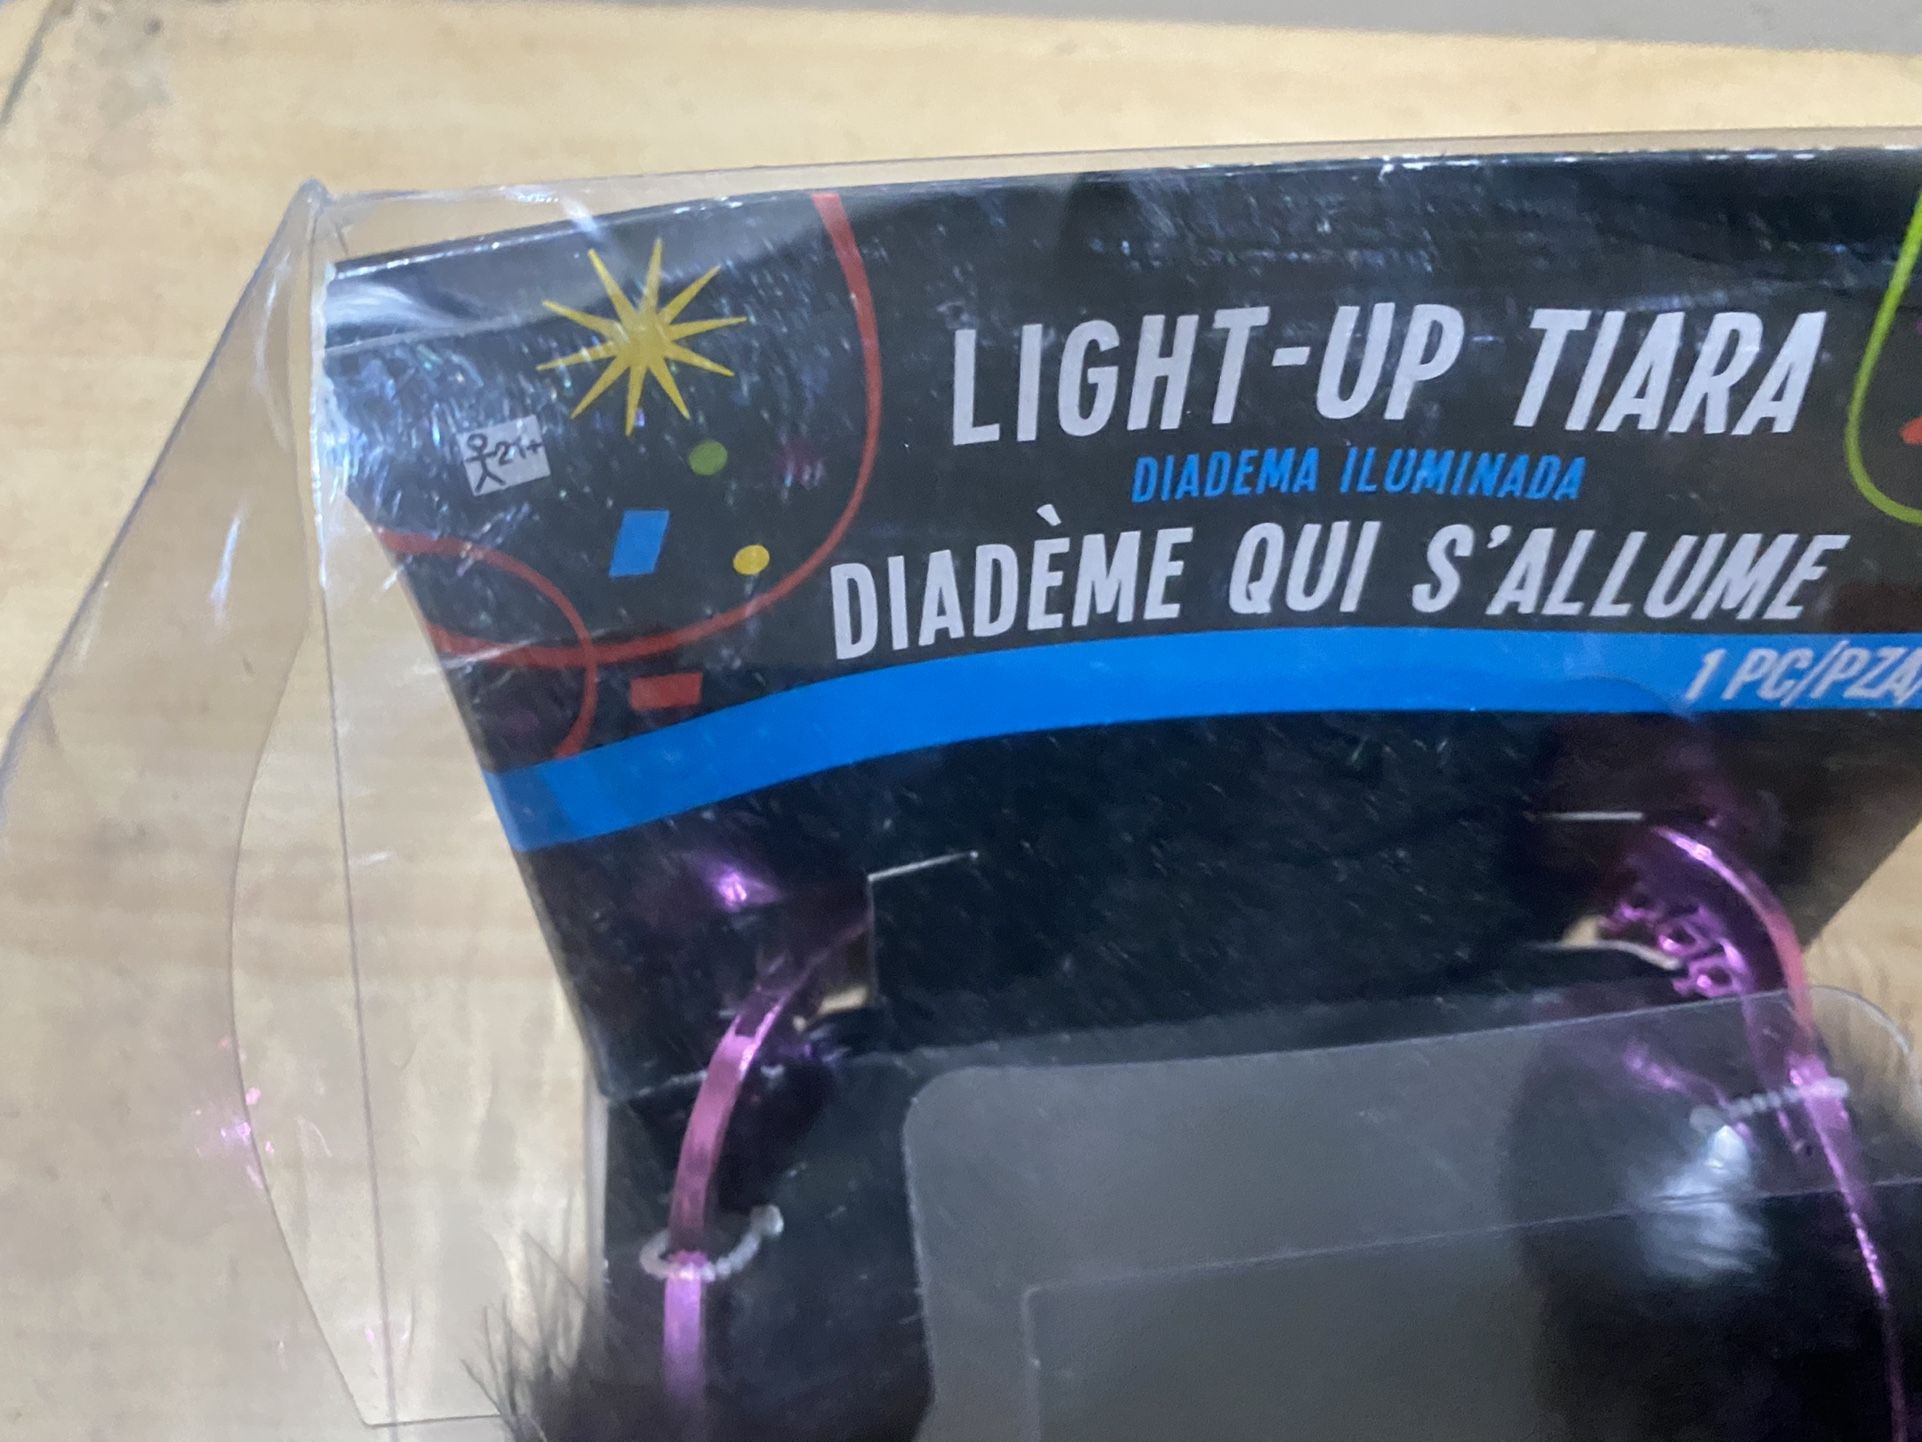 LIGHT-UP TIARA
DIADEMA ILUMINADA
DIADÈME QUI S'ALLUME
1 PC/PZA/
21+